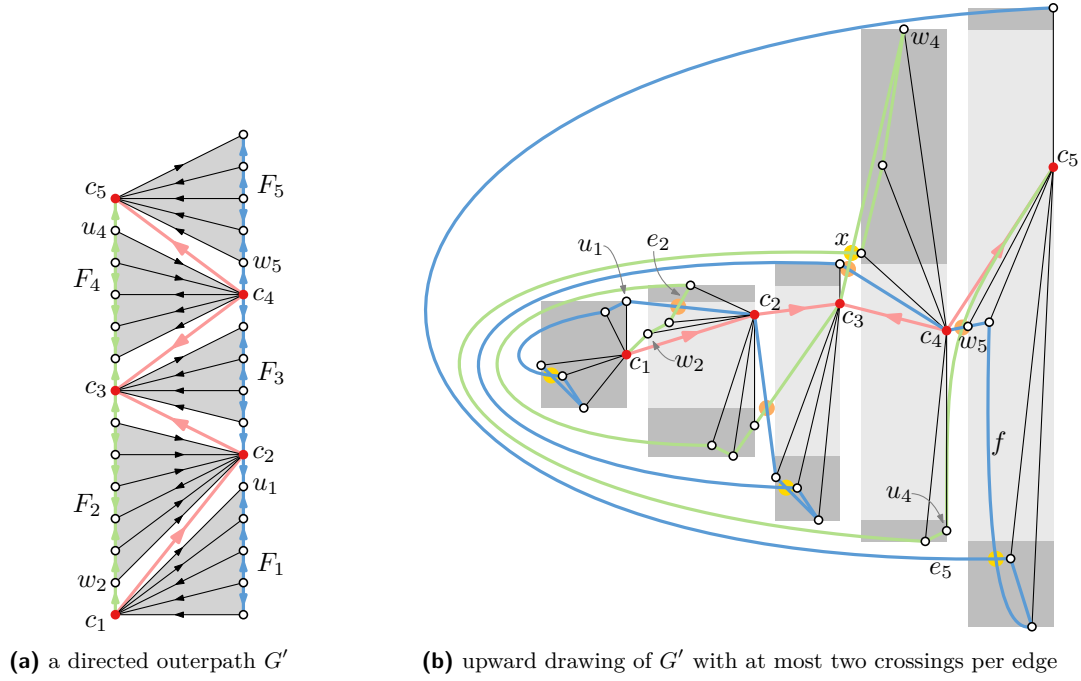 c₅
F₅
u₄
w₅
F₄
c₄
c₃
F₃
c₂
u₁
F₂
w₂
F₁
c₁
(a) a directed outerpath G′
w₄
c₅
x
u₁
e₂
c₂
c₃
c₄
w₅
c₁
w₂
f
u₄
e₅
(b) upward drawing of G′ with at most two crossings per edge